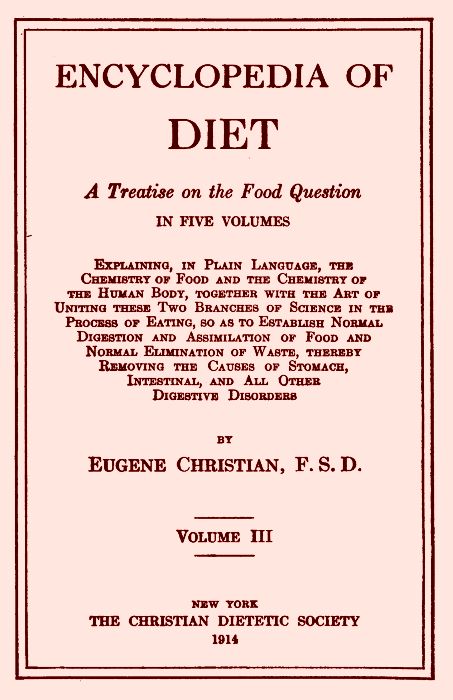 ENCYCLOPEDIA OF
DIET
A Treatise on the Food Question
IN FIVE VOLUMES
Explaining, in Plain Language, the
Chemistry of Food and the Chemistry of
the Human Body, together with the Art of
Uniting these Two Branches of Science in the
Process of Eating, so as to Establish Normal
Digestion and Assimilation of Food and
Normal Elimination of Waste, thereby
Removing the Causes of Stomach,
Intestinal, and All Other
Digestive Disorders
BY
Eugene Christian, F. S. D.
Volume III
NEW YORK
THE CHRISTIAN DIETETIC SOCIETY
1914